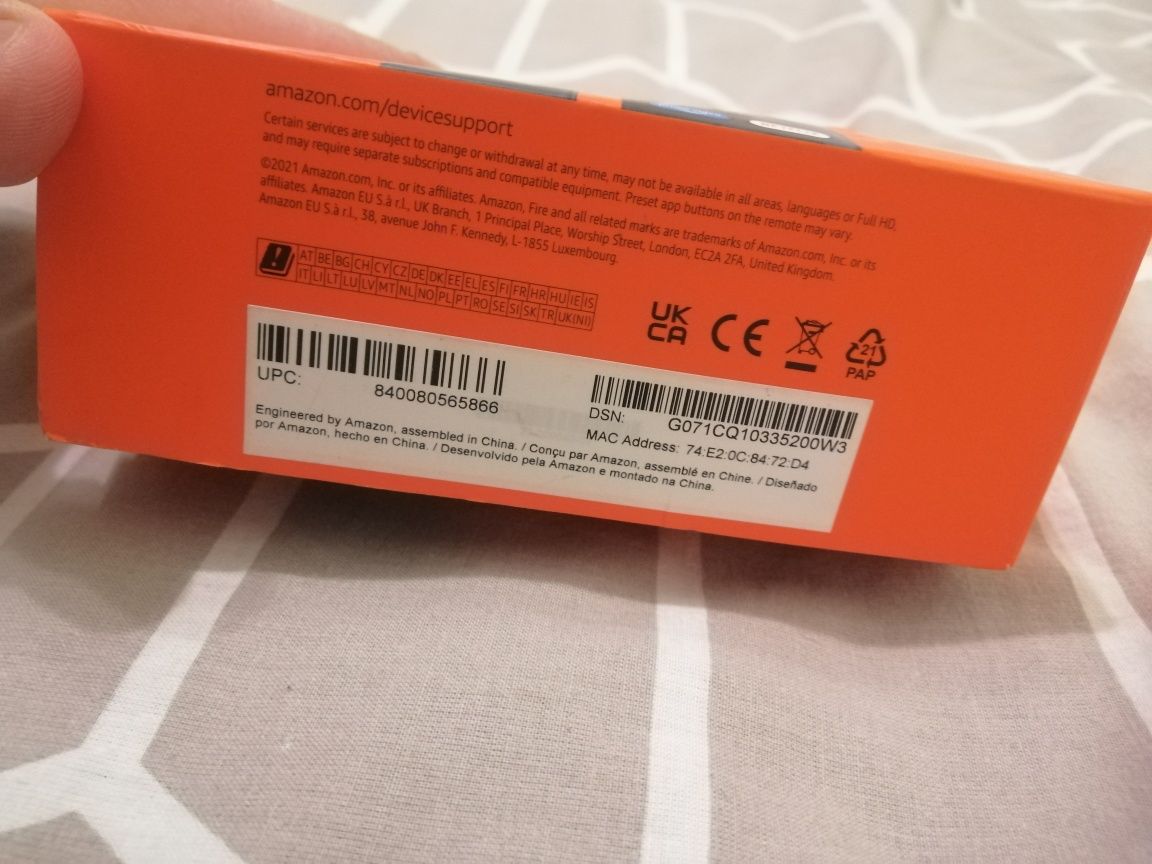 amazon.com/devicesupport
Certain services are subject to change or withdrawal at any time, may not be available in all areas, languages or Full HD,
and may require separate subscriptions and compatible equipment. Preset app buttons on the remote may vary.
©2021 Amazon.com, Inc. or its affiliates. Amazon, Fire and all related marks are trademarks of Amazon.com, Inc. or its
affiliates. Amazon EU S.à r.l., UK Branch, 1 Principal Place, Worship Street, London, EC2A 2FA, United Kingdom.
Amazon EU S.à r.l., 38, avenue John F. Kennedy, L-1855 Luxembourg.
AT BE BG CH CY CZ DE DK EE EL ES FI FR HR HU IE IS
IT LI LT LU LV MT NL NO PL PT RO SE SI SK TR UK(NI)
UK
CA
CE
21
PAP
UPC:
840080565866
DSN:
G071CQ10335200W3
MAC Address: 74:E2:0C:84:72:D4
Engineered by Amazon, assembled in China. / Conçu par Amazon, assemblé en Chine. / Diseñado
por Amazon, hecho en China. / Desenvolvido pela Amazon e montado na China.